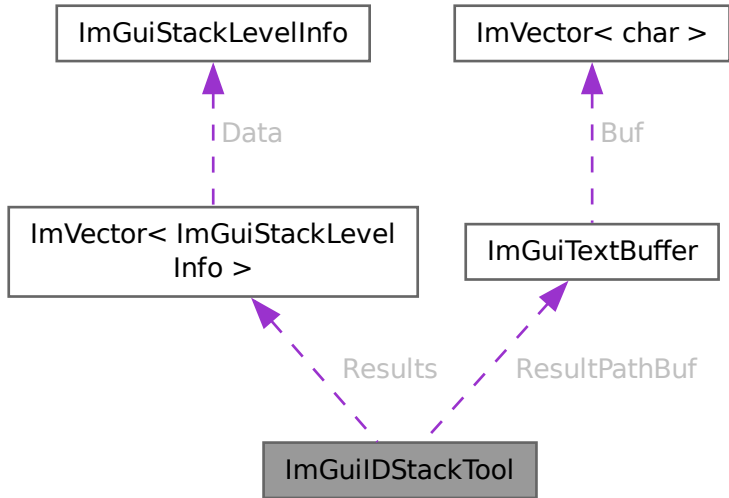 ImGuiStackLevelInfo
ImVector< char >
Data
Buf
ImVector< ImGuiStackLevel
Info >
ImGuiTextBuffer
Results
ResultPathBuf
ImGuiIDStackTool